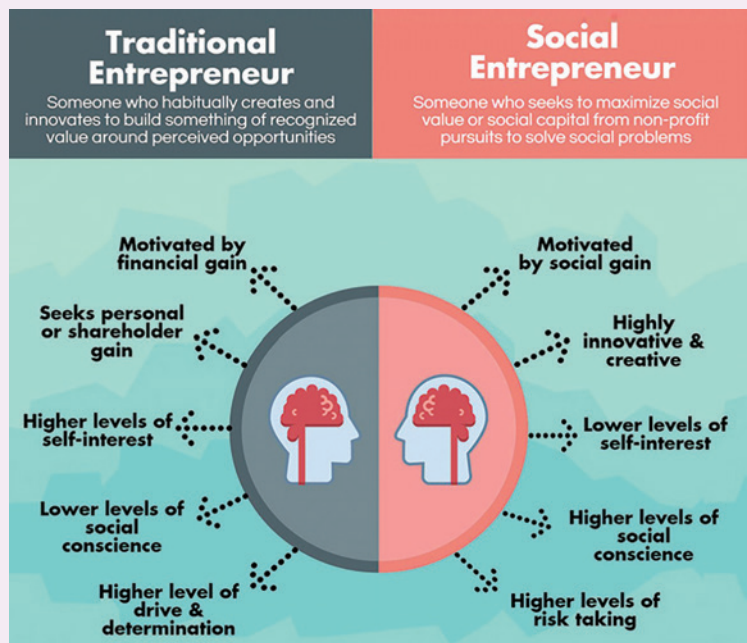 Traditional
Entrepreneur
Someone who habitually creates and
innovates to build something of recognized
value around perceived opportunities
Social
Entrepreneur
Someone who seeks to maximize social
value or social capital from non-profit
pursuits to solve social problems
Motivated by
financial gain
Seeks personal
or shareholder
gain
Higher levels of
self-interest
Lower levels of
social
conscience
Higher level of
drive &
determination
Motivated
by social gain
Highly
innovative &
creative
Lower levels of
self-interest
Higher levels of
social
conscience
Higher levels of
risk taking